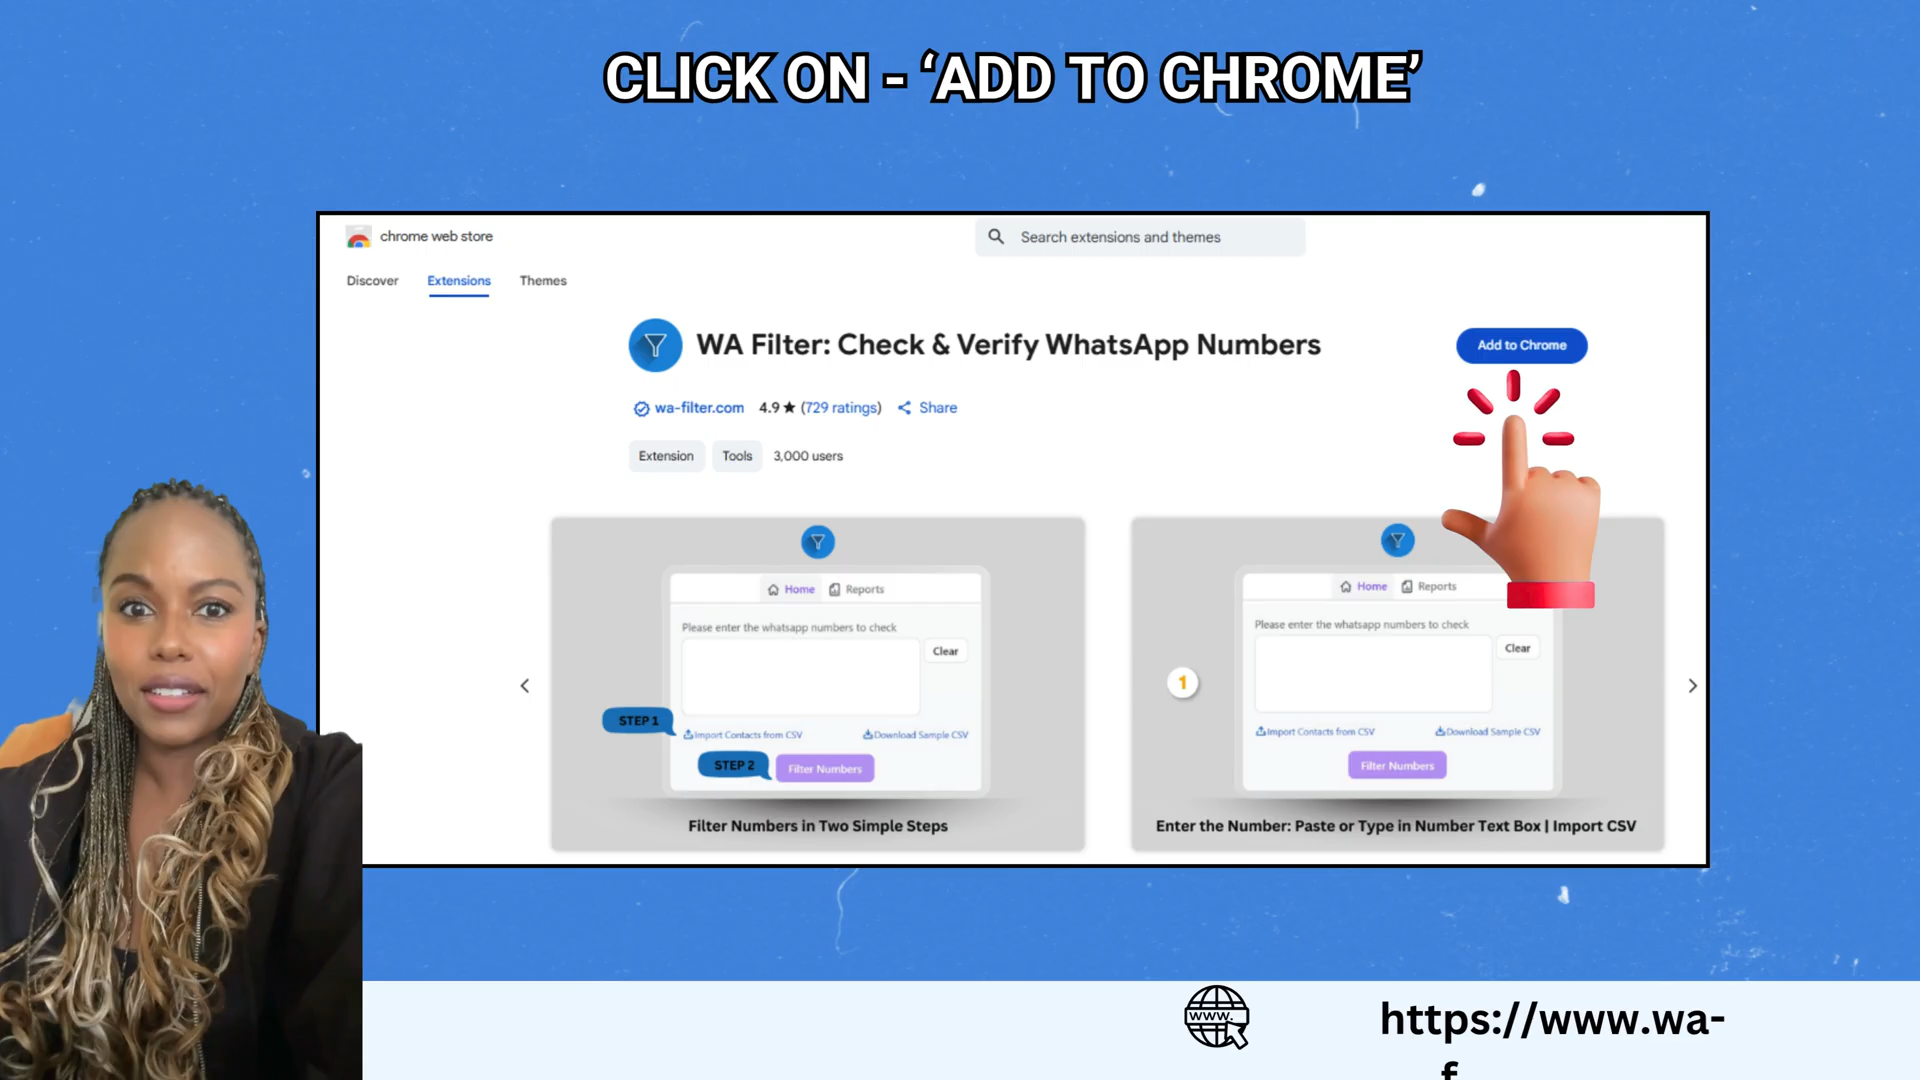 CLICK ON - ‘ADD TO CHROME’
chrome web store
Search extensions and themes
Discover
Extensions
Themes
WA Filter: Check & Verify WhatsApp Numbers
Add to Chrome
wa-filter.com 4.9 ★ (729 ratings) Share
Extension
Tools
3,000 users
Home
Reports
Please enter the whatsapp numbers to check
Clear
STEP 1
Import Contacts from CSV
Download Sample CSV
STEP 2
Filter Numbers
Filter Numbers in Two Simple Steps
Home
Reports
Please enter the whatsapp numbers to check
Clear
1
Import Contacts from CSV
Download Sample CSV
Filter Numbers
Enter the Number: Paste or Type in Number Text Box | Import CSV
www.
https://www.wa-
f